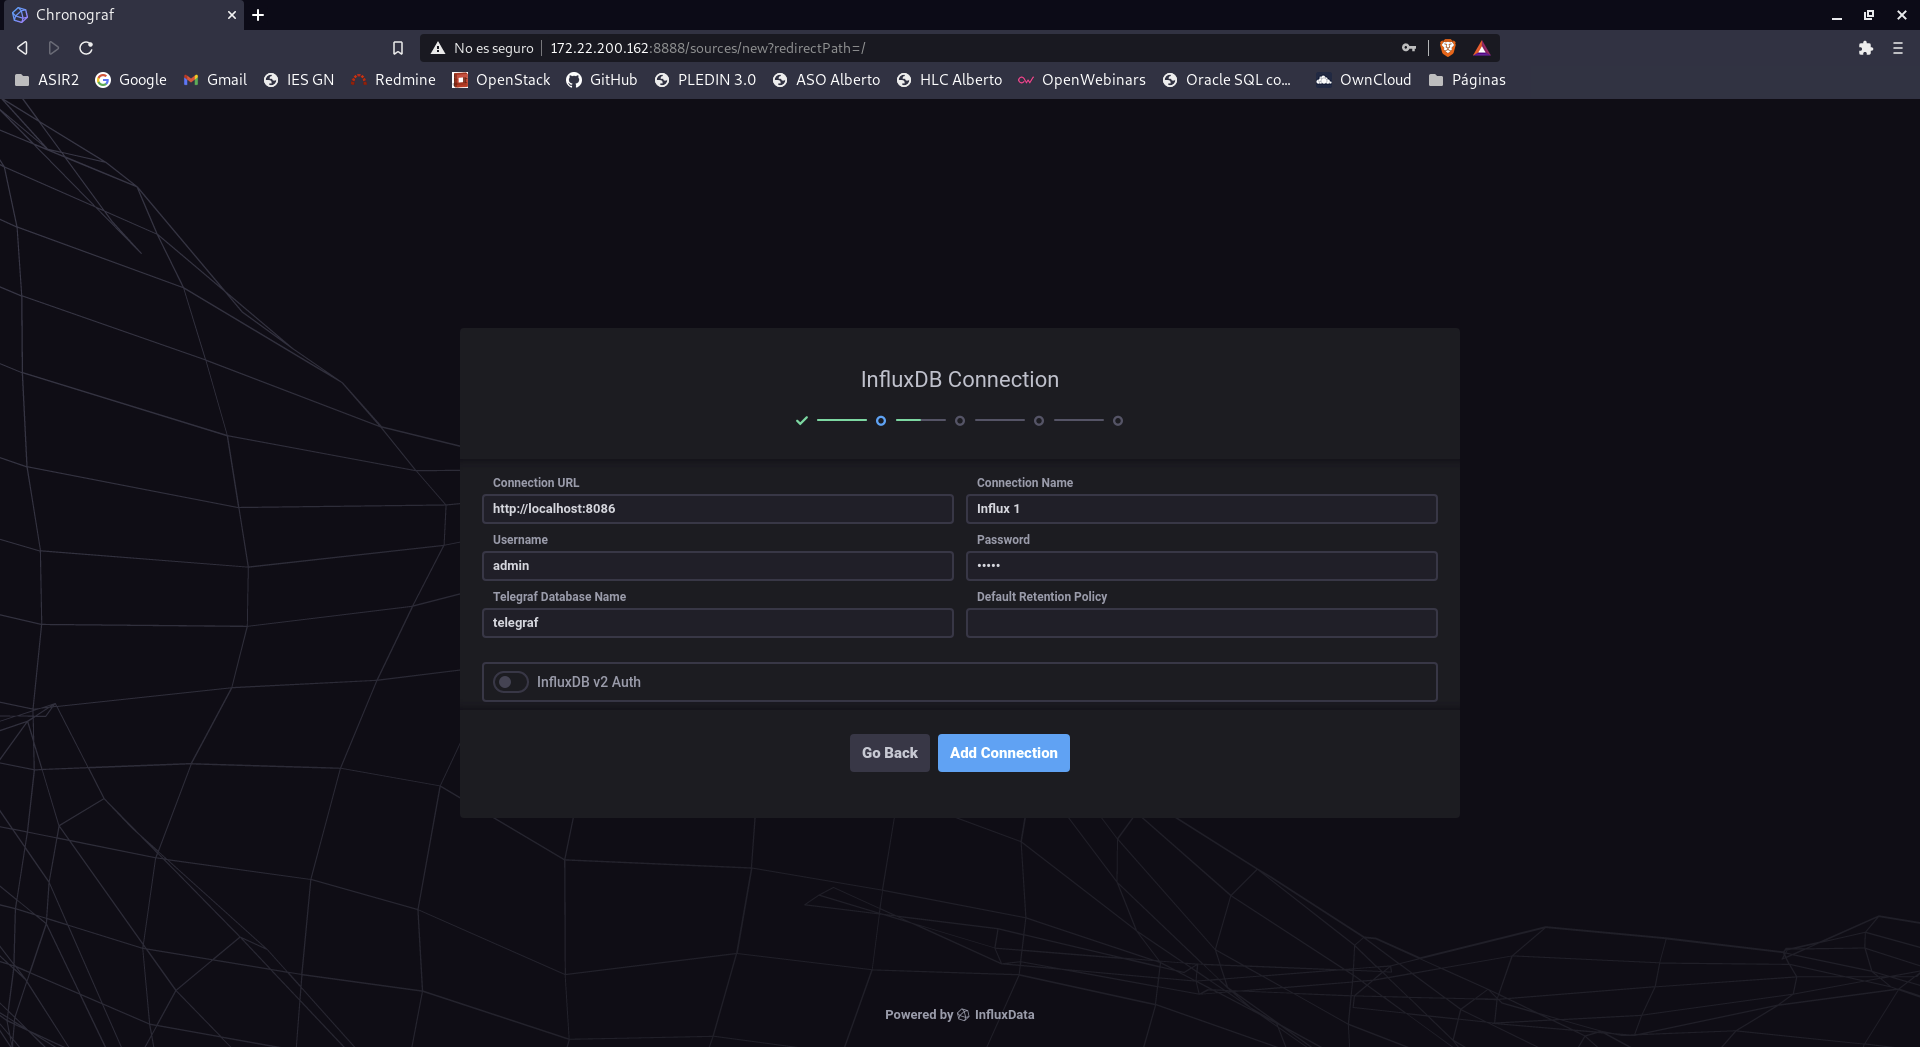 Chronograf
No es seguro 172.22.200.162:8888/sources/new?redirectPath=/
ASIR2 Google Gmail IES GN Redmine OpenStack GitHub PLEDIN 3.0 ASO Alberto HLC Alberto OpenWebinars Oracle SQL co... OwnCloud Páginas
InfluxDB Connection
Connection URL Connection Name
http://localhost:8086 Influx 1
Username Password
admin •••••
Telegraf Database Name Default Retention Policy
telegraf
InfluxDB v2 Auth
Go Back Add Connection
Powered by InfluxData